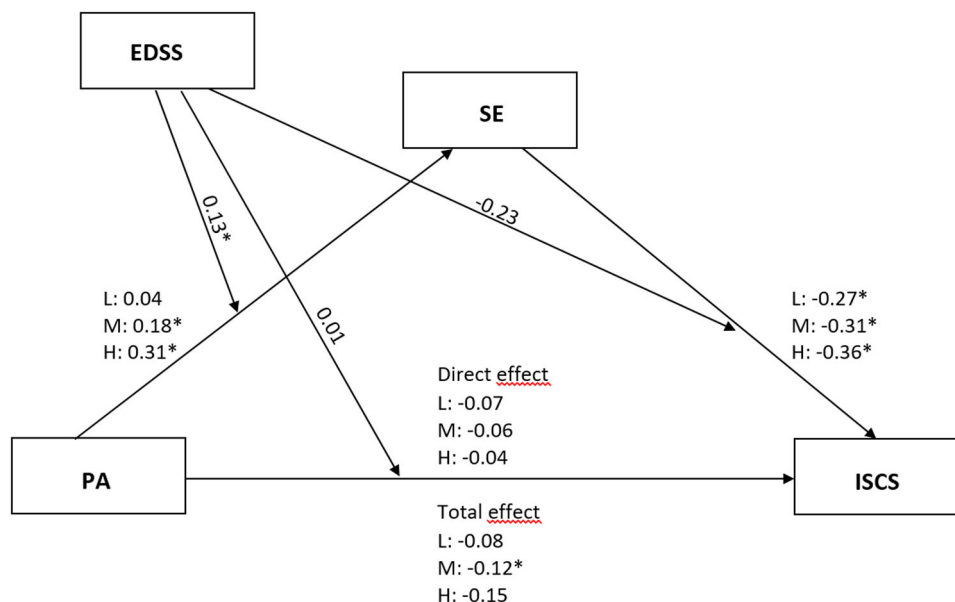 EDSS
SE
0.13*
-0.23
0.01
L: 0.04
M: 0.18*
H: 0.31*
L: -0.27*
M: -0.31*
H: -0.36*
Direct effect
L: -0.07
M: -0.06
H: -0.04
PA
ISCS
Total effect
L: -0.08
M: -0.12*
H: -0.15